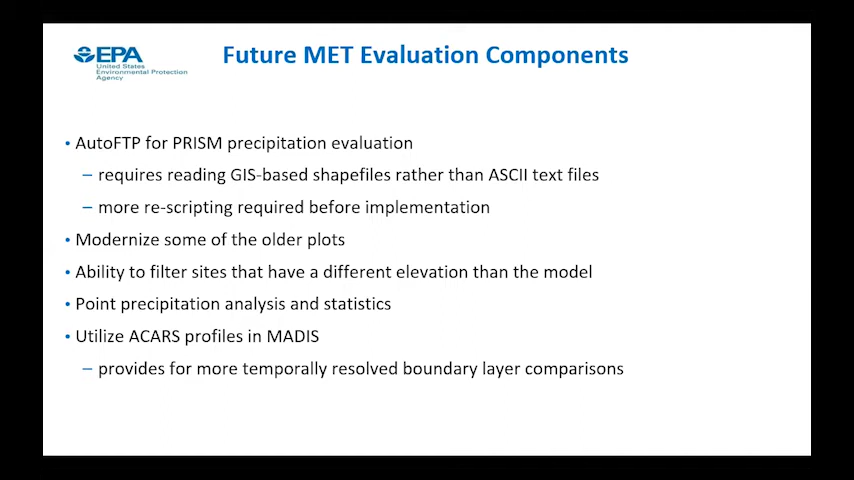 EPA
United States
Environmental Protection
Agency
Future MET Evaluation Components
• AutoFTP for PRISM precipitation evaluation
– requires reading GIS-based shapefiles rather than ASCII text files
– more re-scripting required before implementation
• Modernize some of the older plots
• Ability to filter sites that have a different elevation than the model
• Point precipitation analysis and statistics
• Utilize ACARS profiles in MADIS
– provides for more temporally resolved boundary layer comparisons